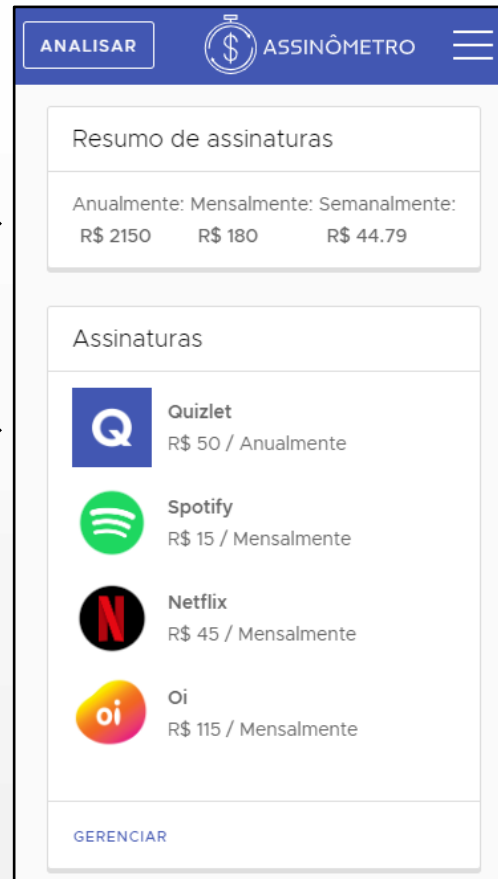 ANALISAR
$ ASSINÔMETRO
Resumo de assinaturas
Anualmente: Mensalmente: Semanalmente:
R$ 2150 R$ 180 R$ 44.79
Assinaturas
Q
Quizlet
R$ 50 / Anualmente
Spotify
R$ 15 / Mensalmente
N
Netflix
R$ 45 / Mensalmente
oi
Oi
R$ 115 / Mensalmente
GERENCIAR